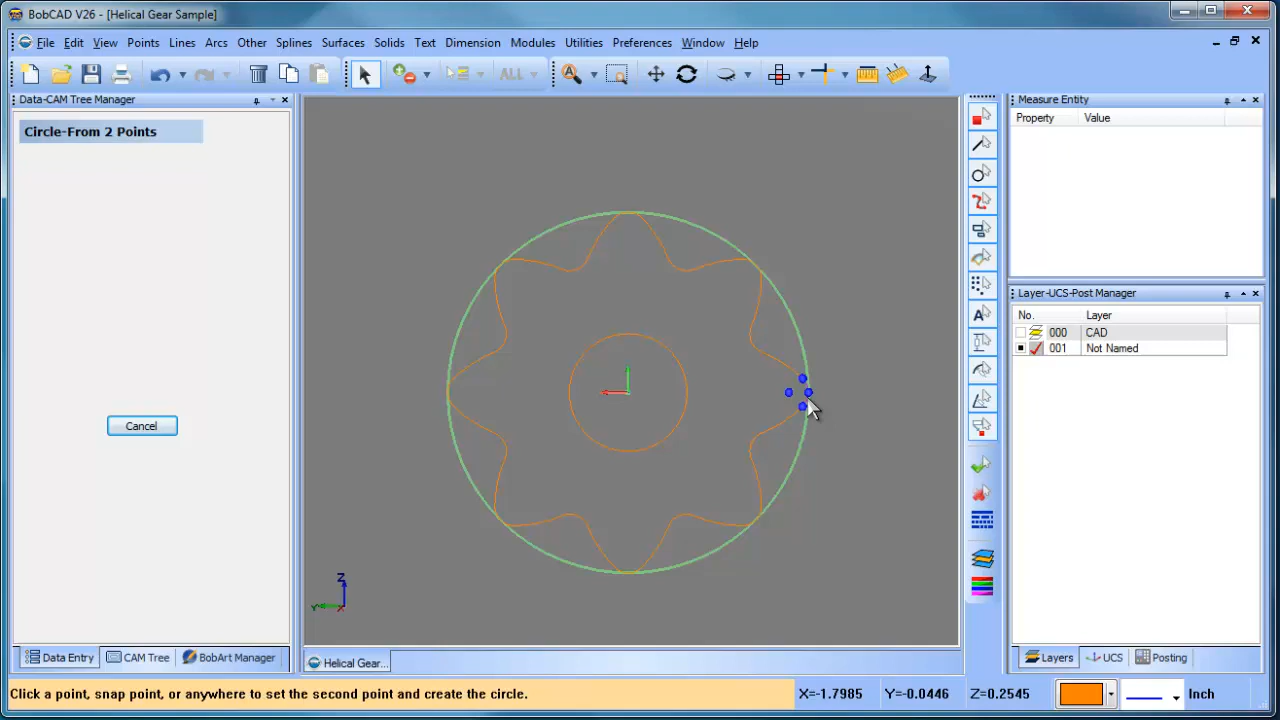 BobCAD V26 - [Helical Gear Sample]
File Edit View Points Lines Arcs Other Splines Surfaces Solids Text Dimension Modules Utilities Preferences Window Help
ALL
Data-CAM Tree Manager
Circle-From 2 Points
Cancel
Data Entry CAM Tree BobArt Manager
Z
Y X
Helical Gear...
A
Measure Entity
Property Value
Layer-UCS-Post Manager
No. Layer
000 CAD
001 Not Named
Layers UCS Posting
Click a point, snap point, or anywhere to set the second point and create the circle. X=-1.7985 Y=-0.0446 Z=0.2545 Inch